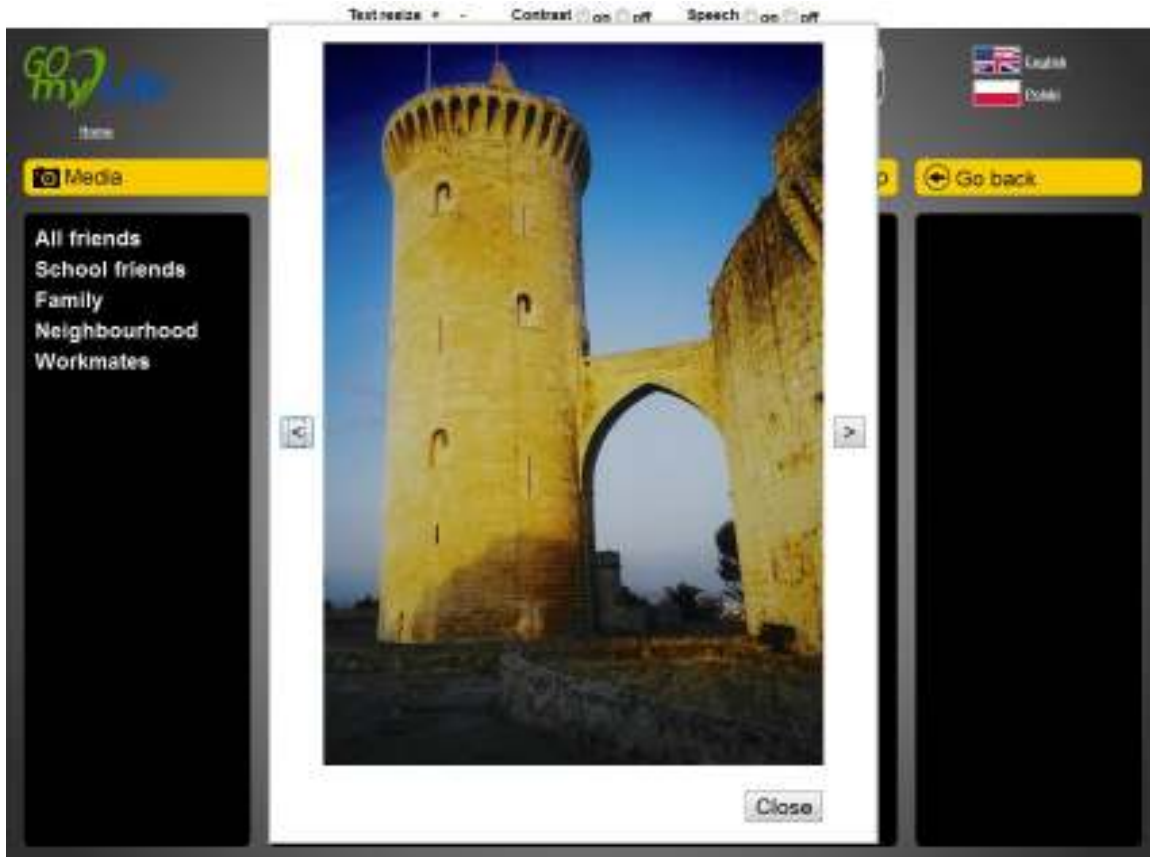 Text resize + - Contrast on off Speech on off
GO
my Life
Home
English
Polski
Media
Go back
All friends
School friends
Family
Neighbourhood
Workmates
<
>
Close